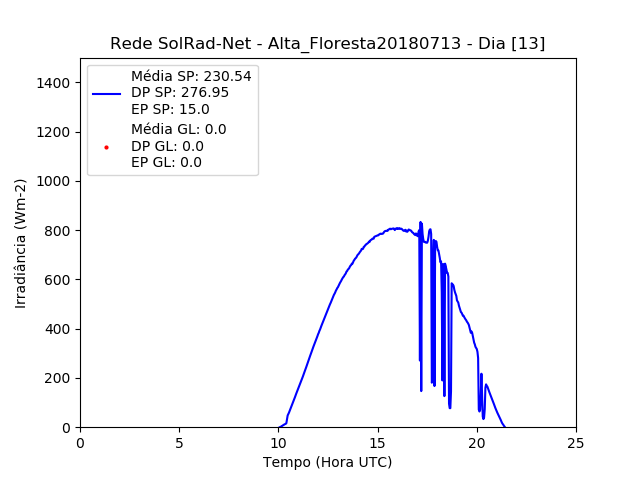 Rede SolRad-Net - Alta_Floresta20180713 - Dia [13]
Média SP: 230.54
DP SP: 276.95
EP SP: 15.0
Média GL: 0.0
DP GL: 0.0
EP GL: 0.0
1400
1200
1000
800
600
400
200
0
Irradiância (Wm-2)
0 5 10 15 20 25
Tempo (Hora UTC)